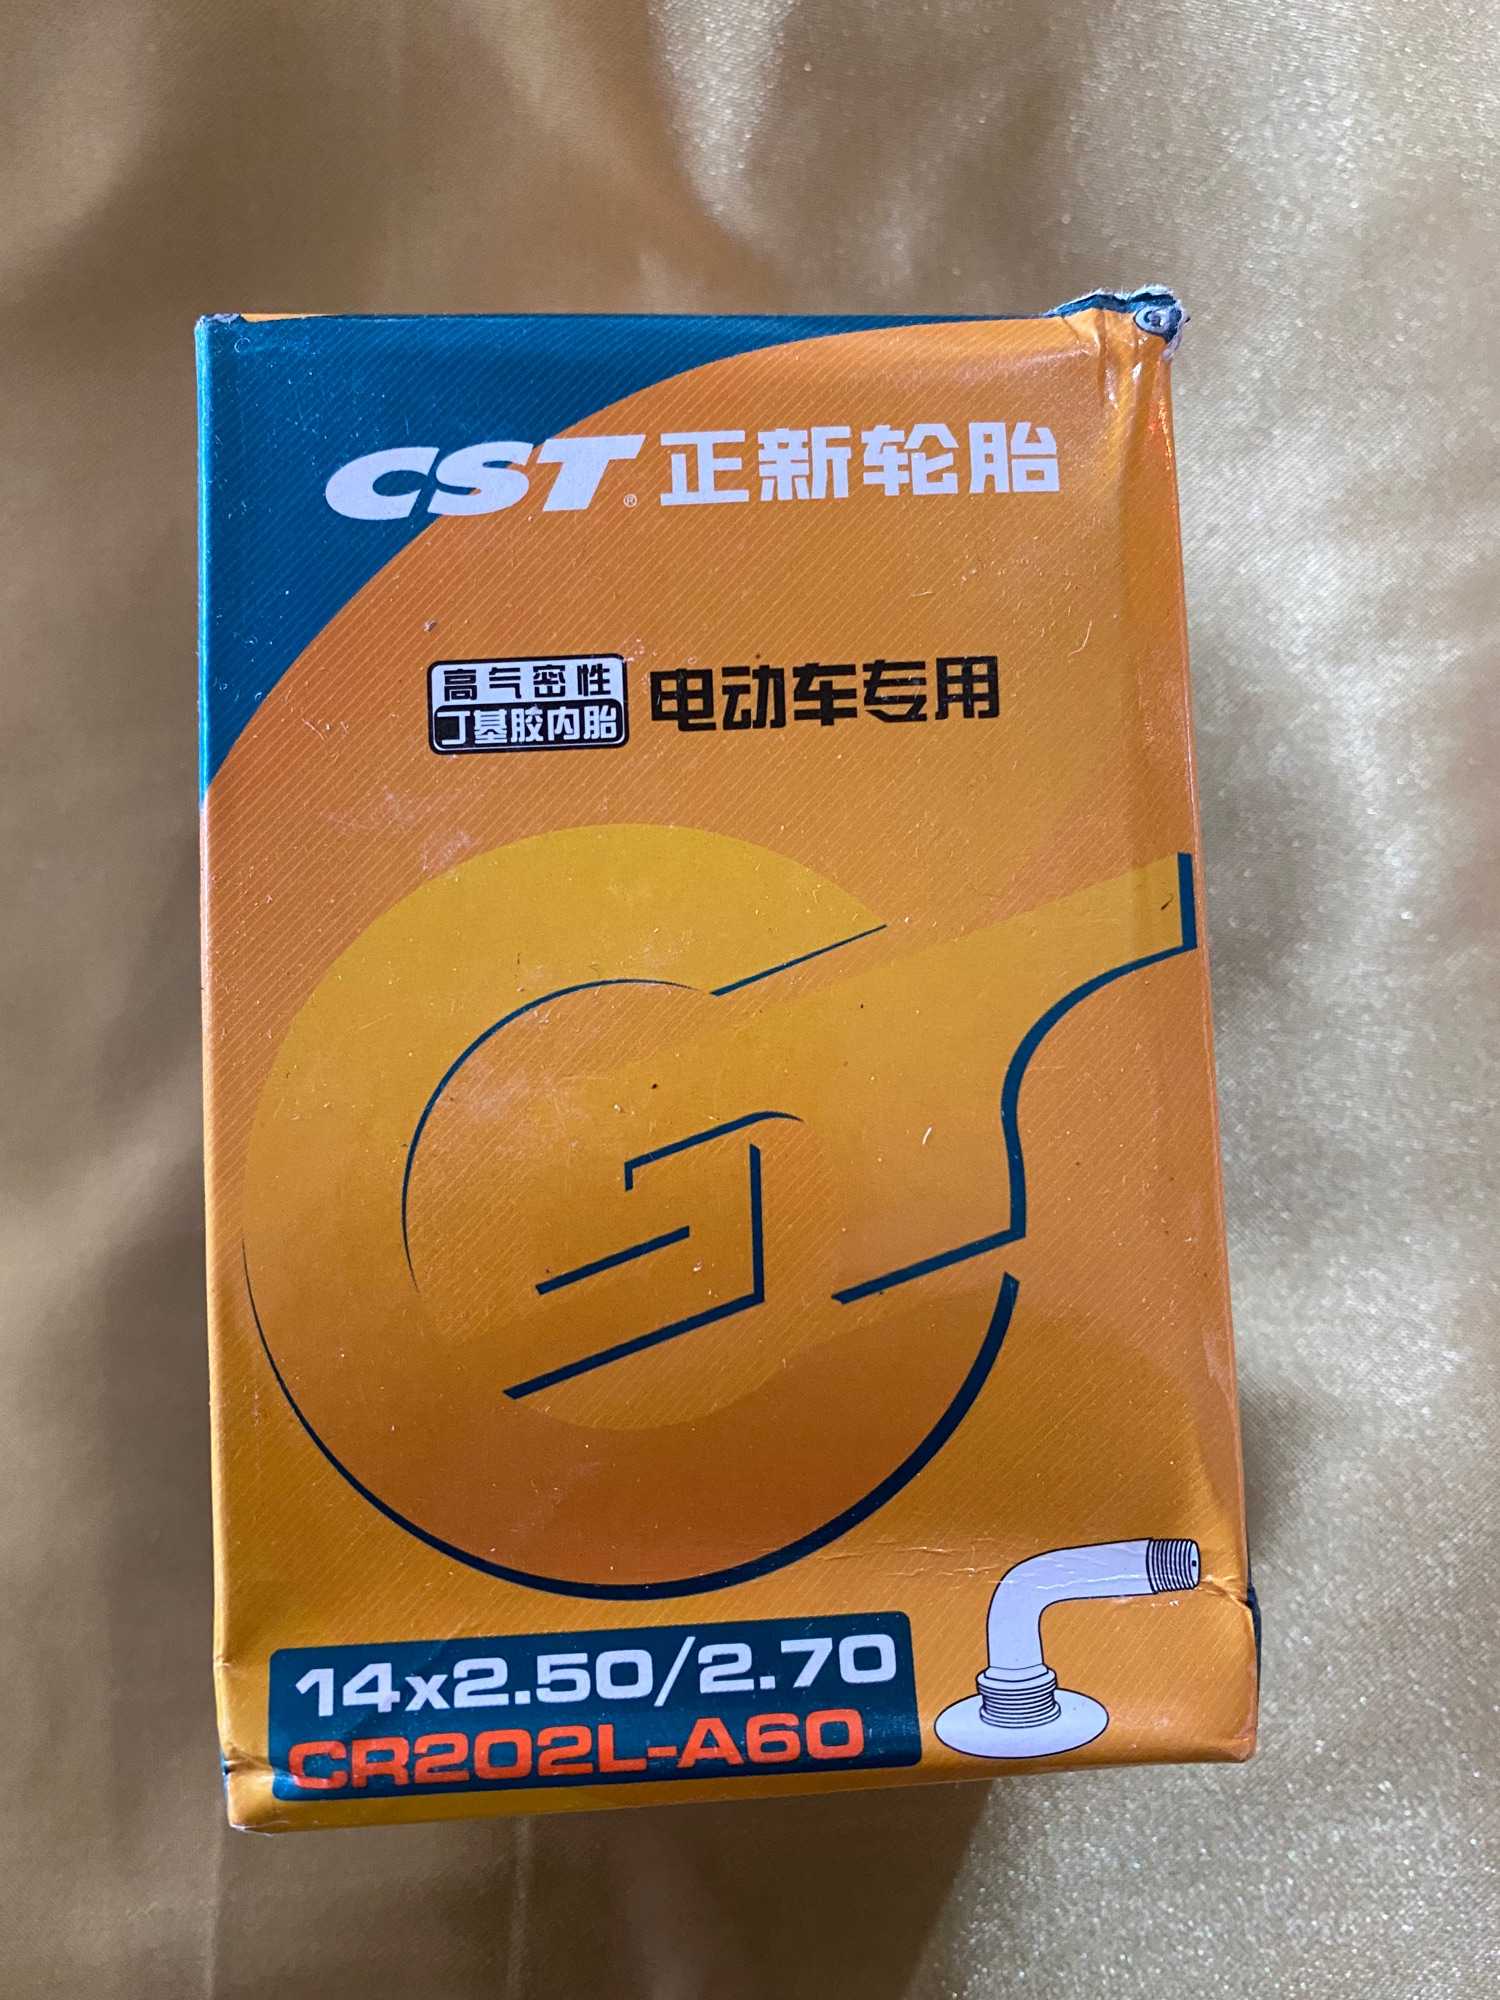 CST® 正新轮胎
高气密性
丁基胶内胎
电动车专用
14x2.50/2.70
CR202L-A60